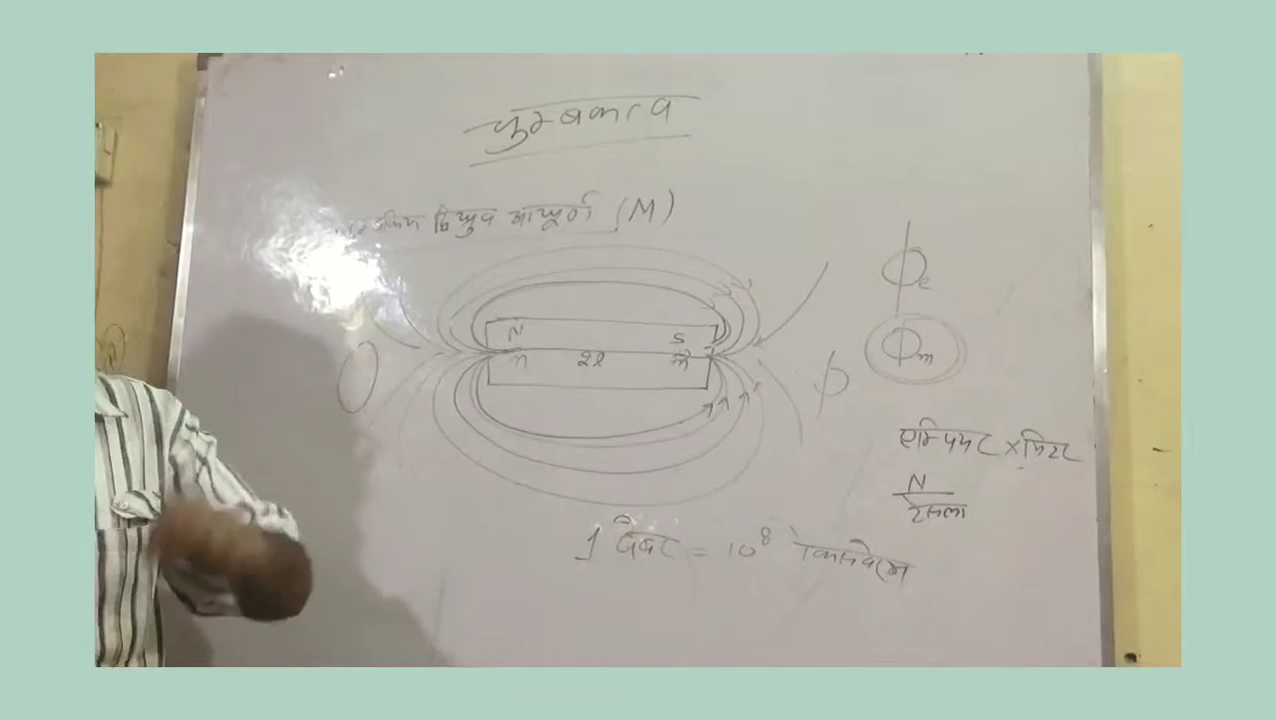 चुम्बकत्व
द्विध्रुव आघूर्ण (M)
Φe
N S
Φm
m 2l m
एम्पियर × मिटर
N
टेसला
1 वेबर = 10⁸ मैक्सवेल